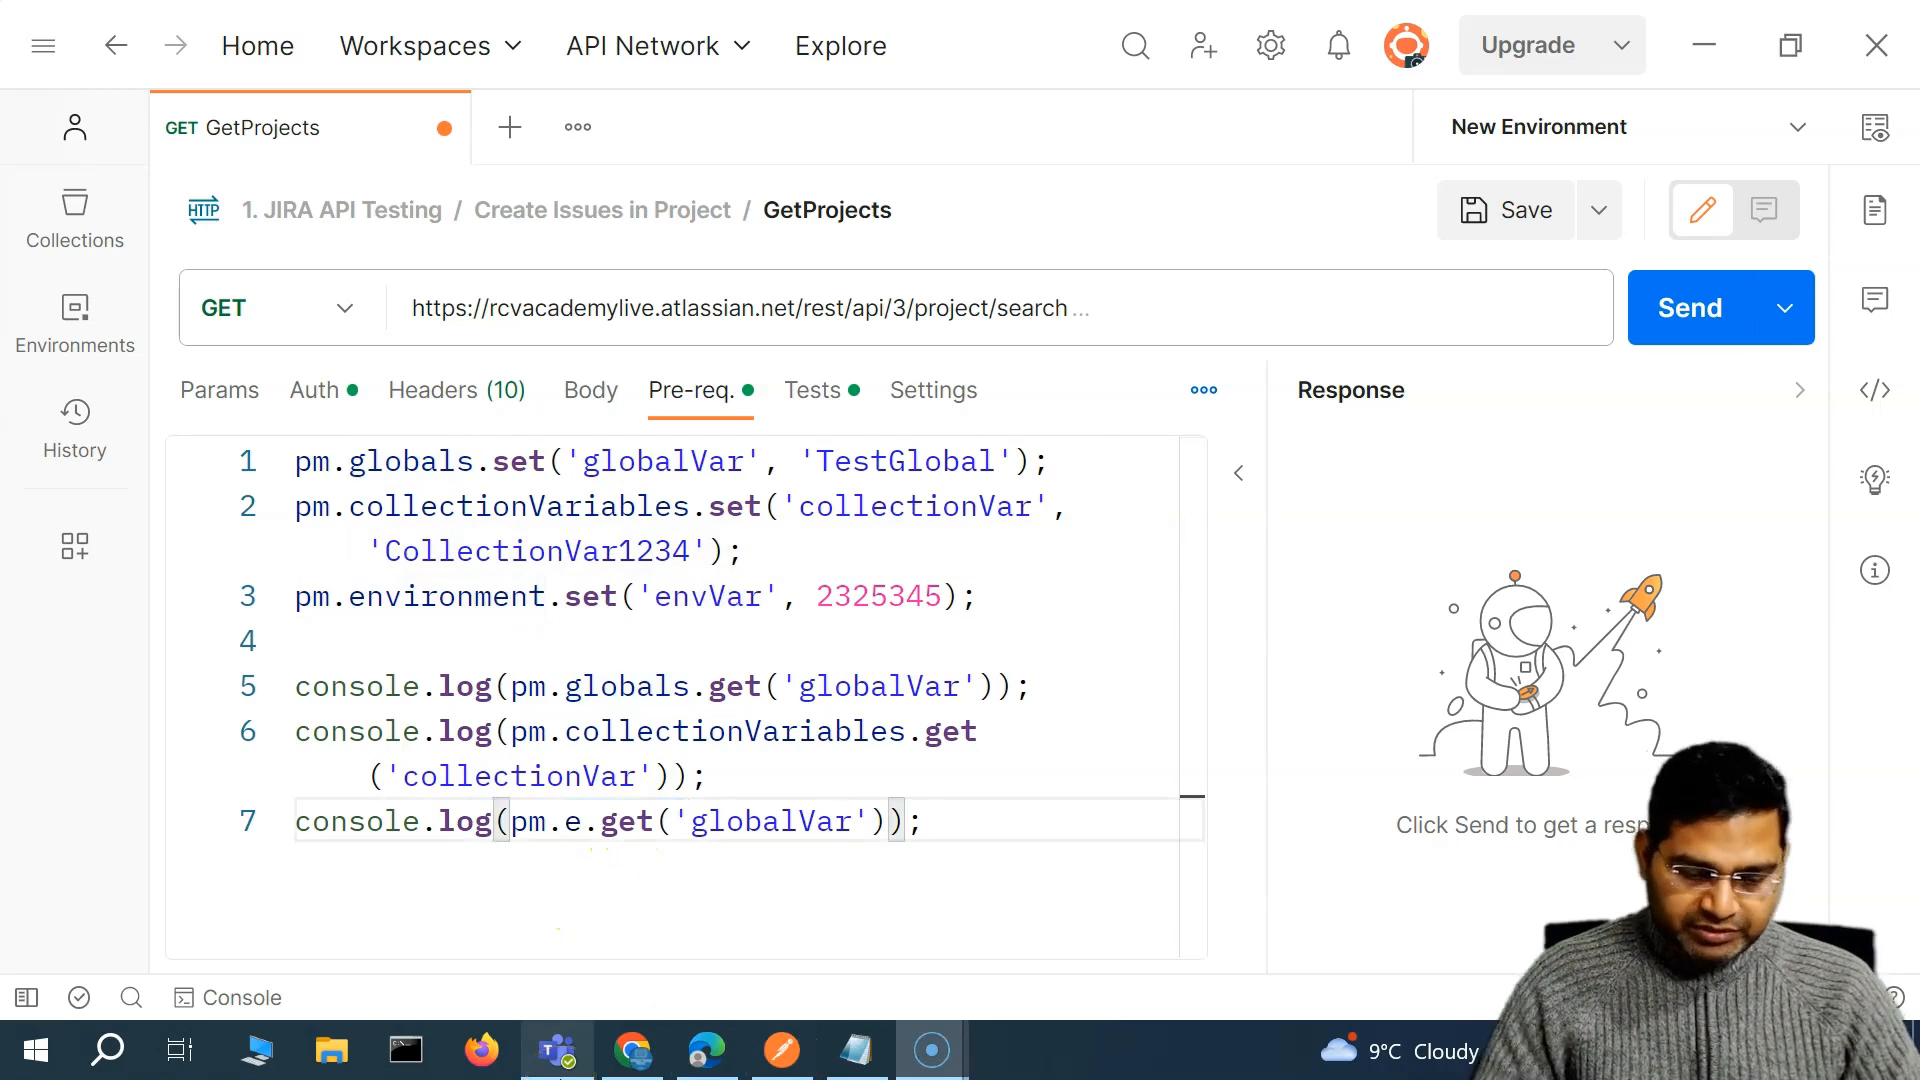 Home
Workspaces
API Network
Explore
Upgrade
GET GetProjects
New Environment
HTTP
1. JIRA API Testing / Create Issues in Project / GetProjects
Save
Collections
Environments
History
GET
https://rcvacademylive.atlassian.net/rest/api/3/project/search ...
Send
Params
Auth
Headers (10)
Body
Pre-req.
Tests
Settings
Response
1 pm.globals.set('globalVar', 'TestGlobal');
2 pm.collectionVariables.set('collectionVar',
'CollectionVar1234');
3 pm.environment.set('envVar', 2325345);
4
5 console.log(pm.globals.get('globalVar'));
6 console.log(pm.collectionVariables.get
('collectionVar'));
7 console.log(pm.e.get('globalVar'));
Click Send to get a
Console
9°C Cloudy